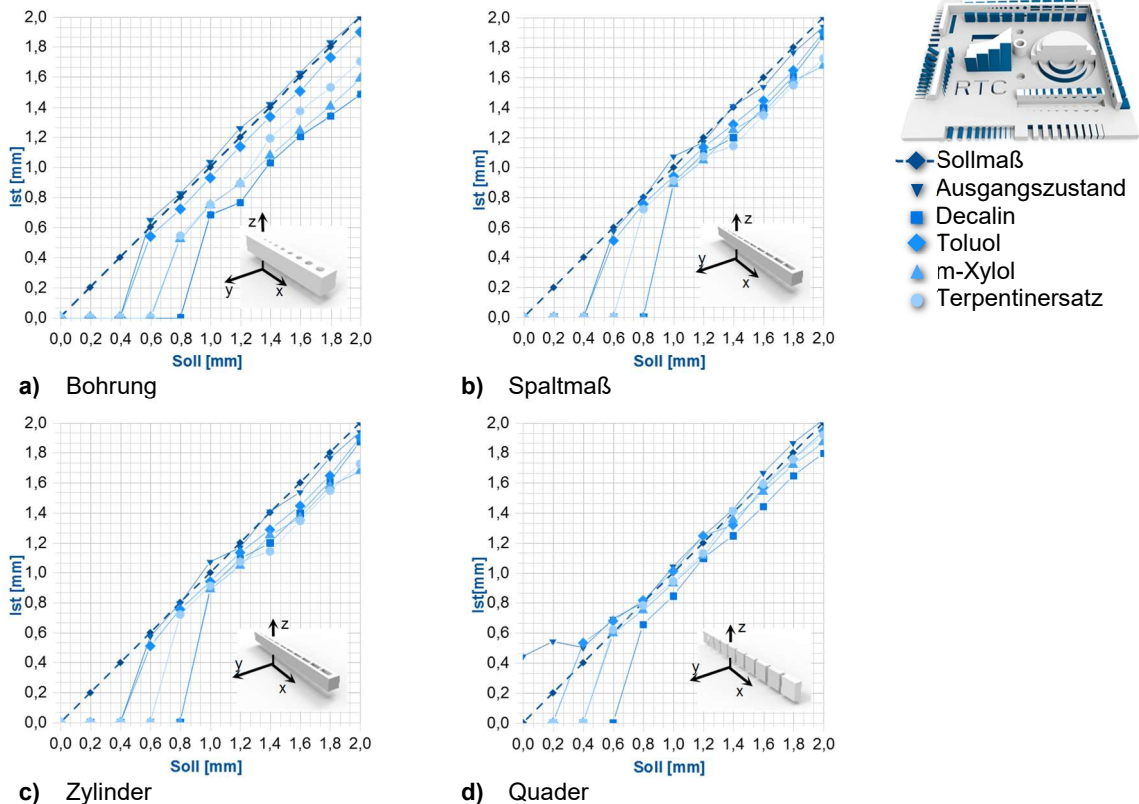 2,0
1,8
1,6
1,4
1,2
1,0
0,8
0,6
0,4
0,2
0,0
Ist [mm]
z
y
x
0,0 0,2 0,4 0,6 0,8 1,0 1,2 1,4 1,6 1,8 2,0
Soll [mm]
a) Bohrung
2,0
1,8
1,6
1,4
1,2
1,0
0,8
0,6
0,4
0,2
0,0
Ist [mm]
z
y
x
0,0 0,2 0,4 0,6 0,8 1,0 1,2 1,4 1,6 1,8 2,0
Soll [mm]
b) Spaltmaß
RTC
Sollmaß
Ausgangszustand
Decalin
Toluol
m-Xylol
Terpentinersatz
2,0
1,8
1,6
1,4
1,2
1,0
0,8
0,6
0,4
0,2
0,0
Ist [mm]
z
y
x
0,0 0,2 0,4 0,6 0,8 1,0 1,2 1,4 1,6 1,8 2,0
Soll [mm]
c) Zylinder
2,0
1,8
1,6
1,4
1,2
1,0
0,8
0,6
0,4
0,2
0,0
Ist[mm]
z
y
x
0,0 0,2 0,4 0,6 0,8 1,0 1,2 1,4 1,6 1,8 2,0
Soll [mm]
d) Quader